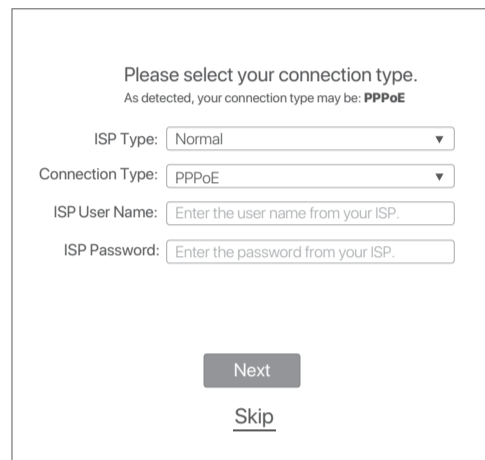 Please select your connection type.
As detected, your connection type may be: PPPoE
ISP Type: Normal
Connection Type: PPPoE
ISP User Name: Enter the user name from your ISP.
ISP Password: Enter the password from your ISP.
Next
Skip